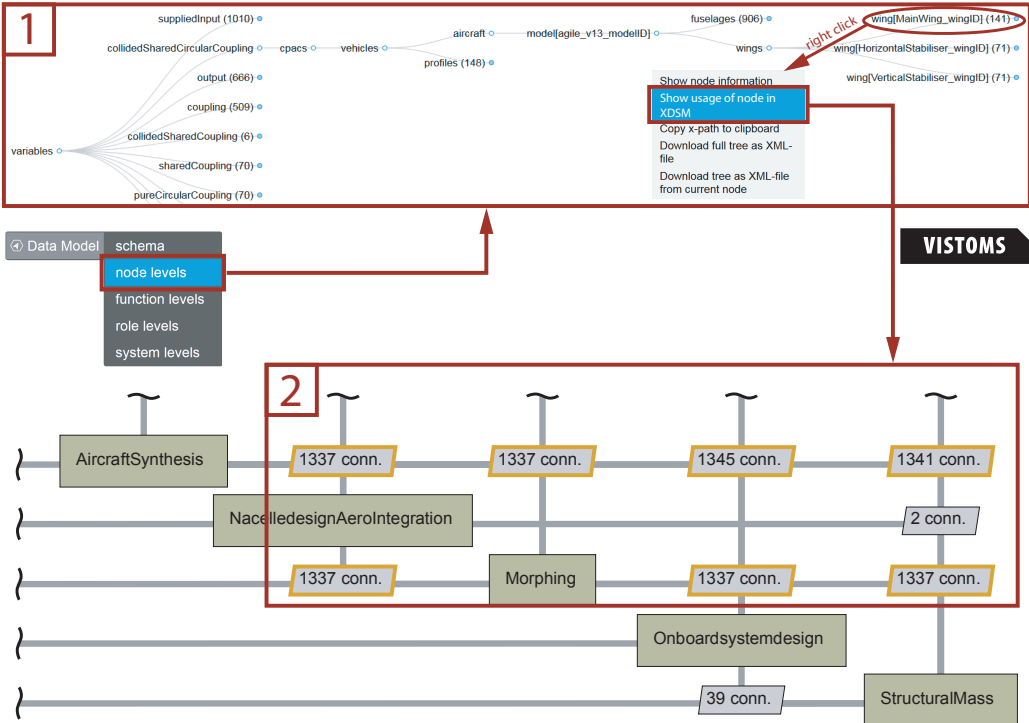 1
suppliedInput (1010)
fuselages (906)
wing[MainWing_wingID] (141)
right click
aircraft
model[agile_v13_modelID]
collidedSharedCircularCoupling
cpacs
vehicles
wings
wing[HorizontalStabiliser_wingID] (71)
profiles (148)
output (666)
wing[VerticalStabiliser_wingID] (71)
coupling (509)
collidedSharedCoupling (6)
variables
sharedCoupling (70)
pureCircularCoupling (70)
Show node information
Show usage of node in
XDSM
Copy x-path to clipboard
Download full tree as XML-
file
Download tree as XML-file
from current node
Data Model
schema
node levels
function levels
role levels
system levels
VISTOMS
2
AircraftSynthesis
1337 conn.
1337 conn.
1345 conn.
1341 conn.
NacelledesignAeroIntegration
2 conn.
1337 conn.
Morphing
1337 conn.
1337 conn.
Onboardsystemdesign
39 conn.
StructuralMass